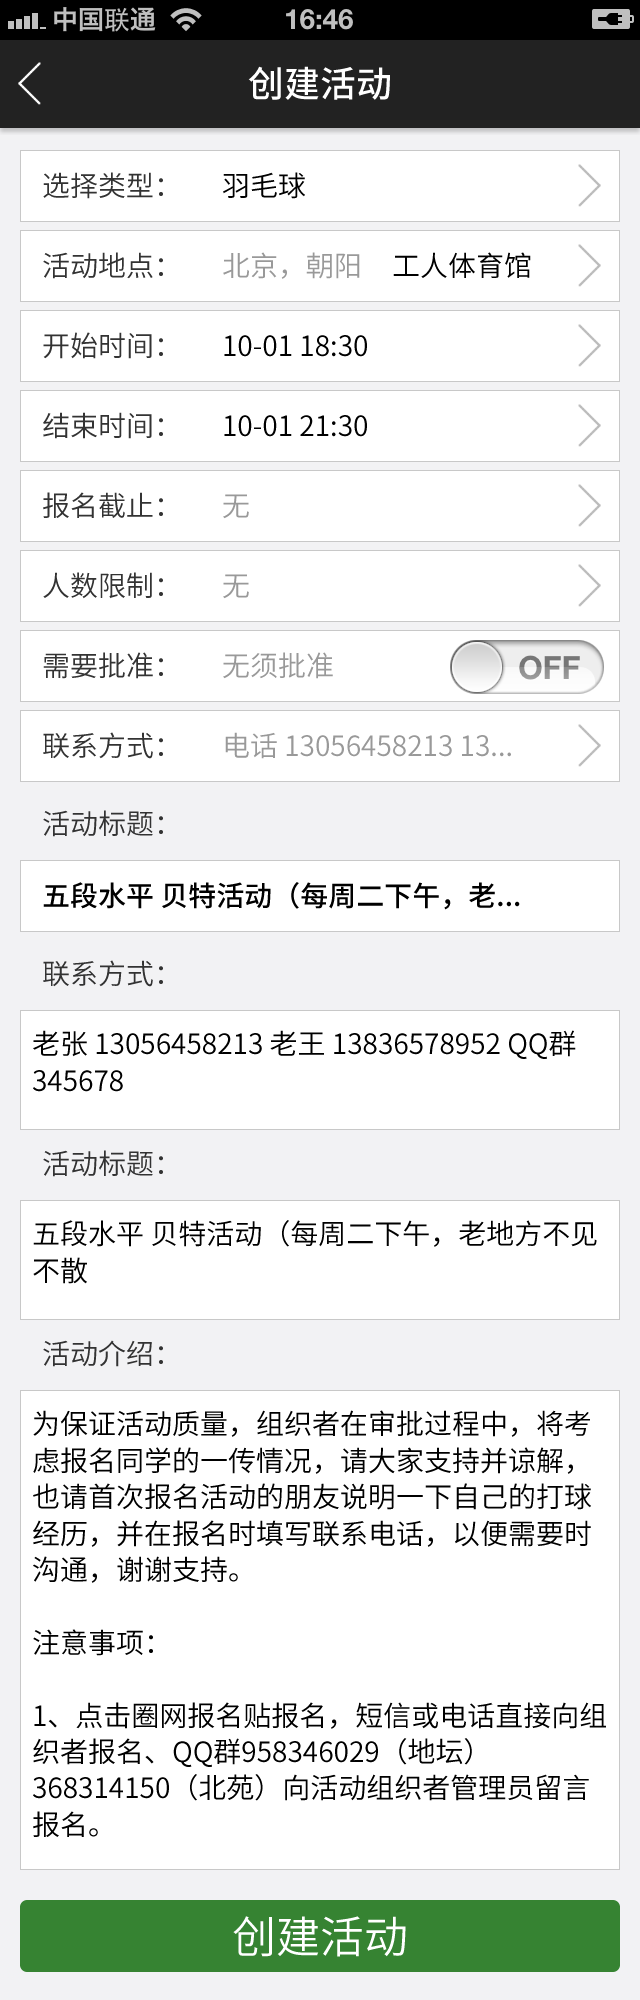 中国联通 16:46
创建活动
选择类型： 羽毛球
活动地点： 北京，朝阳 工人体育馆
开始时间： 10-01 18:30
结束时间： 10-01 21:30
报名截止： 无
人数限制： 无
需要批准： 无须批准 OFF
联系方式： 电话 13056458213 13...
活动标题：
五段水平 贝特活动（每周二下午，老...
联系方式：
老张 13056458213 老王 13836578952 QQ群
345678
活动标题：
五段水平 贝特活动（每周二下午，老地方不见
不散
活动介绍：
为保证活动质量，组织者在审批过程中，将考
虑报名同学的一传情况，请大家支持并谅解，
也请首次报名活动的朋友说明一下自己的打球
经历，并在报名时填写联系电话，以便需要时
沟通，谢谢支持。
注意事项：
1、点击圈网报名贴报名，短信或电话直接向组
织者报名、QQ群958346029（地坛）
368314150（北苑）向活动组织者管理员留言
报名。
创建活动